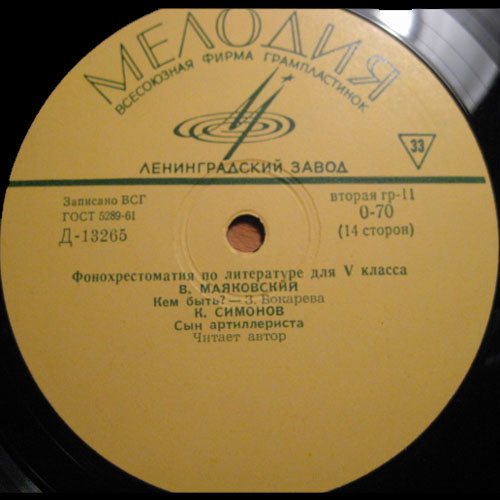 МЕЛОДИЯ
ВСЕСОЮЗНАЯ ФИРМА ГРАМПЛАСТИНОК
33
ЛЕНИНГРАДСКИЙ ЗАВОД
Записано ВСГ
ГОСТ 5289-61
Д-13265
вторая гр-11
0-70
(14 сторон)
Фонохрестоматия по литературе для V класса
В. МАЯКОВСКИЙ
Кем быть? — З. Бокарева
К. СИМОНОВ
Сын артиллериста
Читает автор